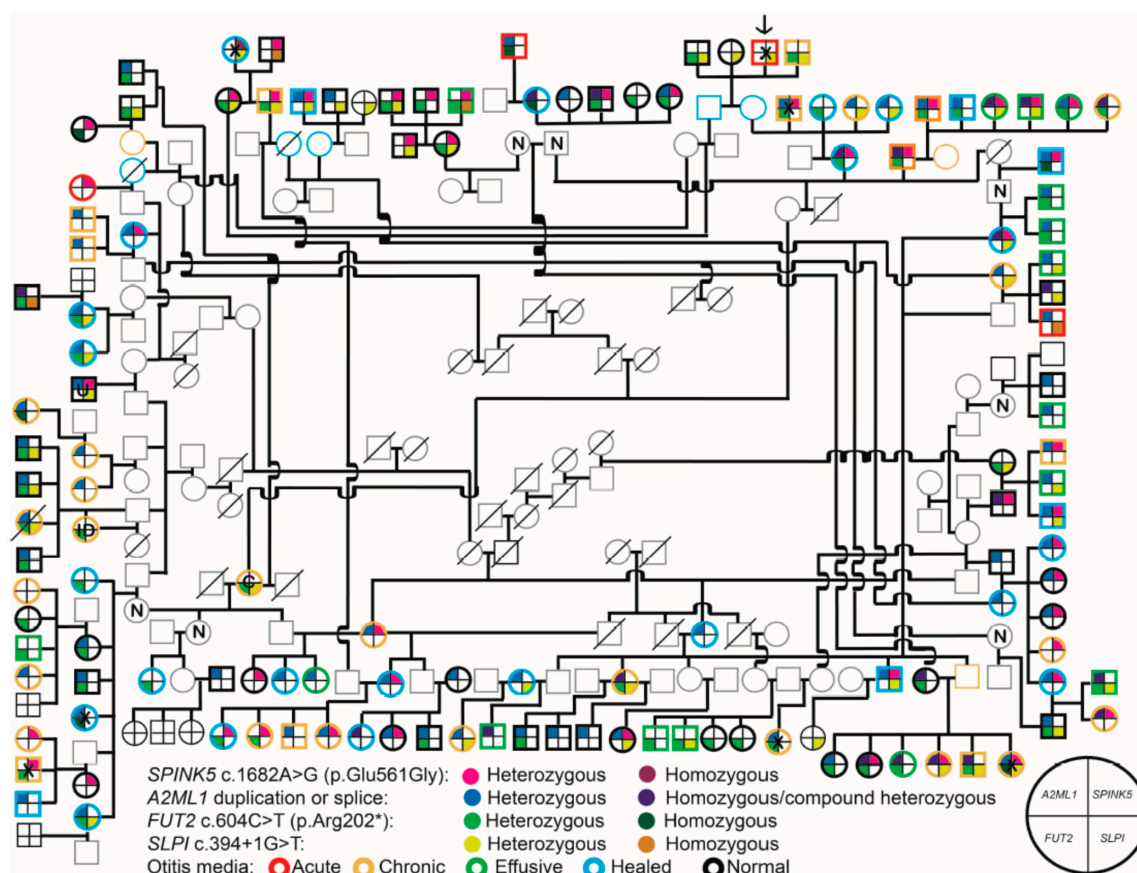 N
N
N
U
N
N
ID
C
N
N
N
SPINK5 c.1682A>G (p.Glu561Gly): Heterozygous Homozygous
A2ML1 duplication or splice: Heterozygous Homozygous/compound heterozygous
FUT2 c.604C>T (p.Arg202*): Heterozygous Homozygous
SLPI c.394+1G>T: Heterozygous Homozygous
Otitis media: Acute Chronic Effusive Healed Normal
A2ML1 SPINK5
FUT2 SLPI